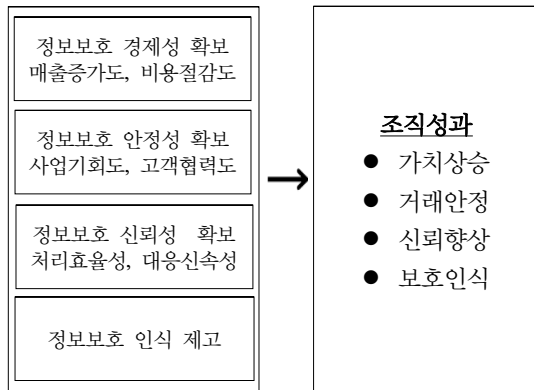 정보보호 경제성 확보
매출증가도, 비용절감도
정보보호 안정성 확보
사업기회도, 고객협력도
정보보호 신뢰성 확보
처리효율성, 대응신속성
정보보호 인식 제고
조직성과
● 가치상승
● 거래안정
● 신뢰향상
● 보호인식